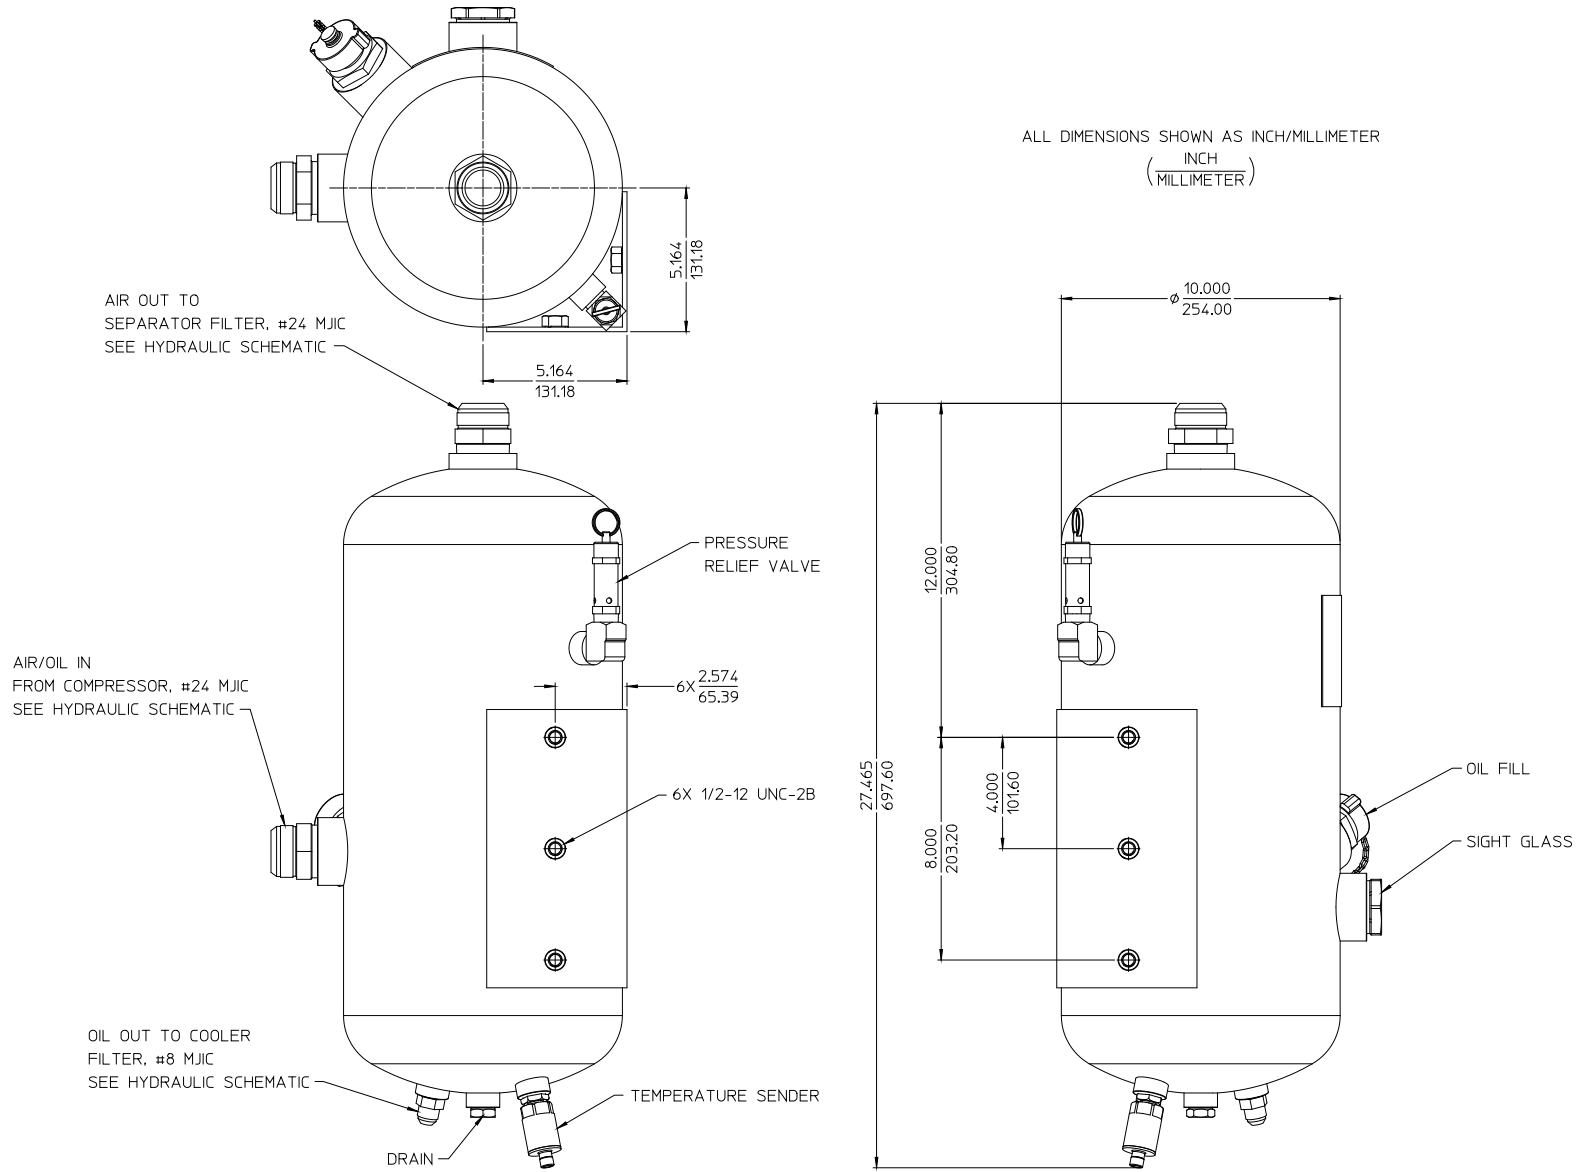 ALL DIMENSIONS SHOWN AS INCH/MILLIMETER
(INCH
MILLIMETER)
5.164
131.18
5.164
131.18
AIR OUT TO
SEPARATOR FILTER, #24 MJIC
SEE HYDRAULIC SCHEMATIC
ø 10.000
254.00
PRESSURE
RELIEF VALVE
12.000
304.80
AIR/OIL IN
FROM COMPRESSOR, #24 MJIC
SEE HYDRAULIC SCHEMATIC
6X 2.574
65.39
6X 1/2-12 UNC-2B
27.465
697.60
4.000
101.60
8.000
203.20
OIL FILL
SIGHT GLASS
OIL OUT TO COOLER
FILTER, #8 MJIC
SEE HYDRAULIC SCHEMATIC
TEMPERATURE SENDER
DRAIN